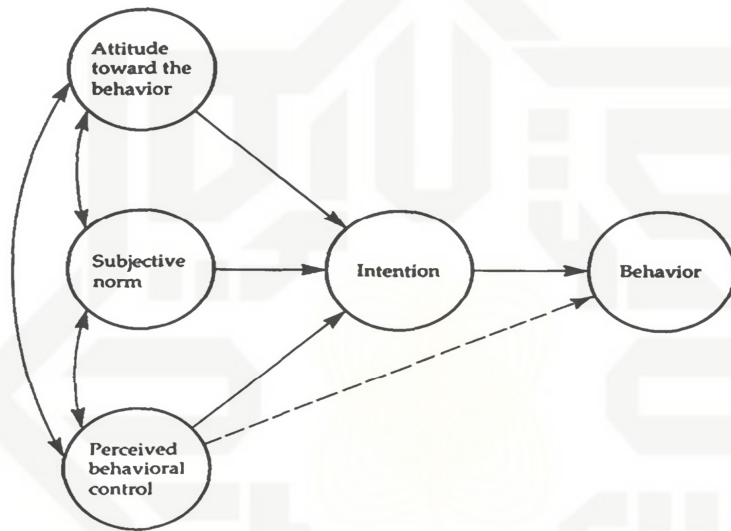 Attitude
toward the
behavior
Subjective
norm
Intention
Behavior
Perceived
behavioral
control